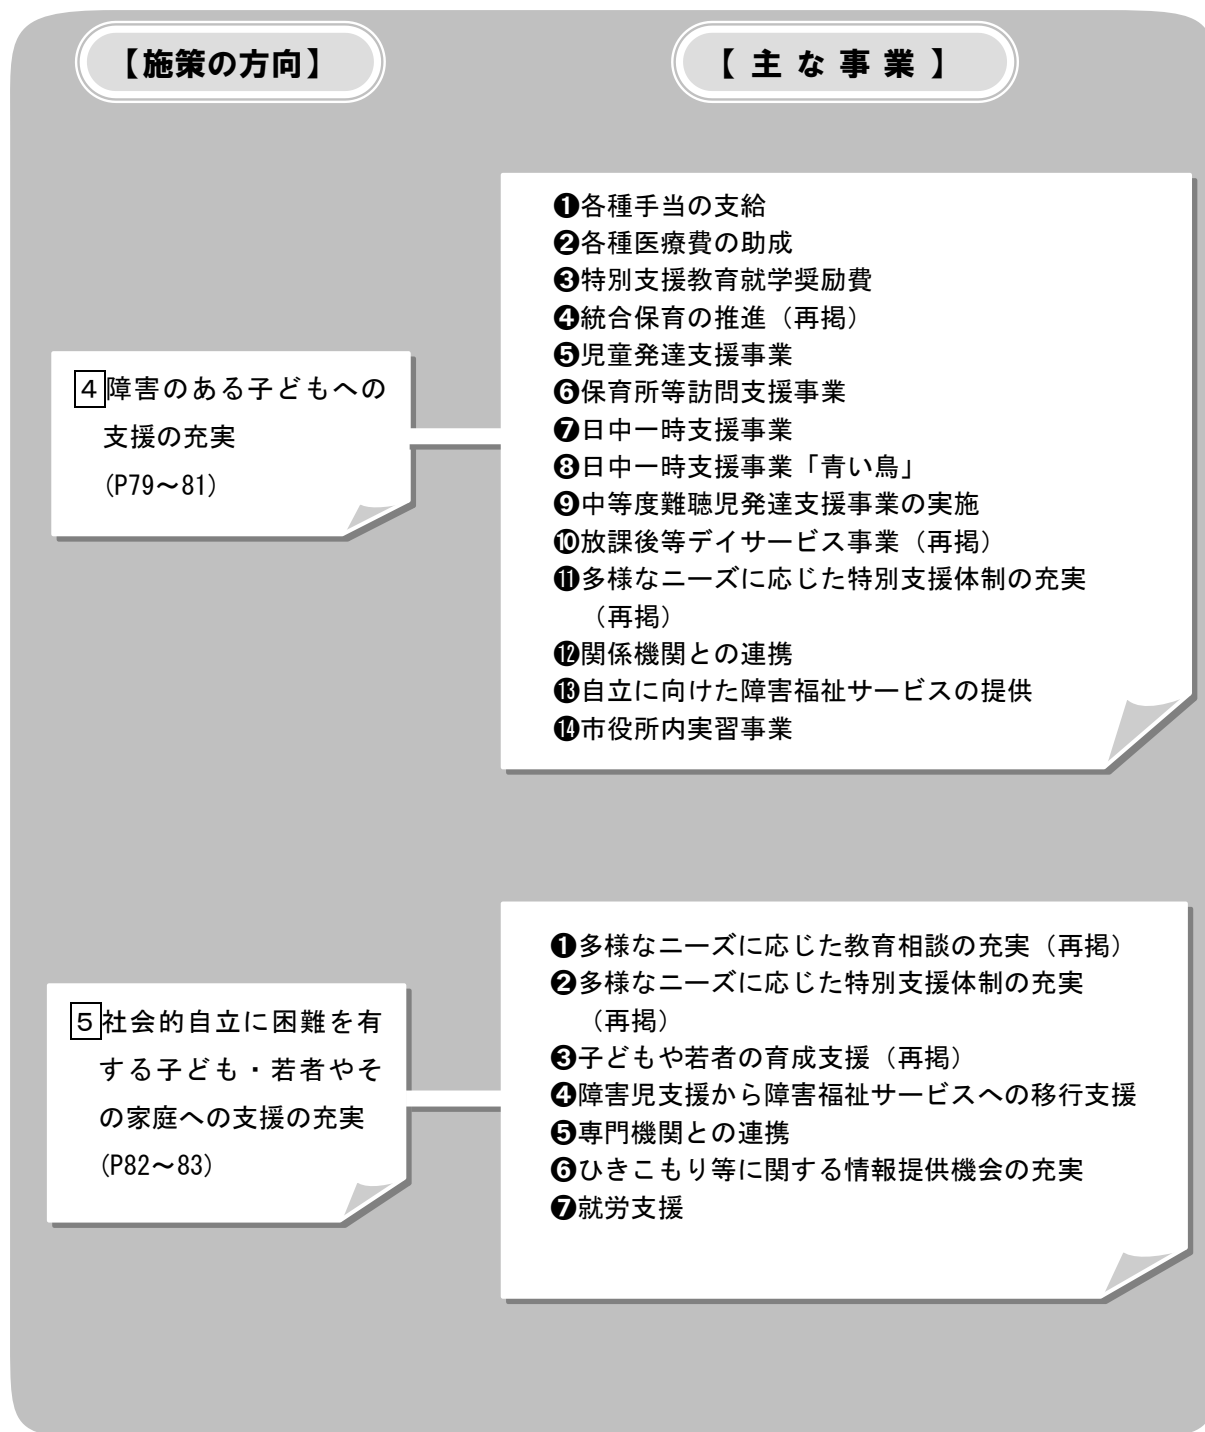 【施策の方向】
【 主 な 事 業 】
4 障害のある子どもへの
支援の充実
(P79～81)
❶各種手当の支給
❷各種医療費の助成
❸特別支援教育就学奨励費
❹統合保育の推進（再掲）
❺児童発達支援事業
❻保育所等訪問支援事業
❼日中一時支援事業
❽日中一時支援事業「青い鳥」
❾中等度難聴児発達支援事業の実施
❿放課後等デイサービス事業（再掲）
⓫多様なニーズに応じた特別支援体制の充実
（再掲）
⓬関係機関との連携
⓭自立に向けた障害福祉サービスの提供
⓮市役所内実習事業
5 社会的自立に困難を有
する子ども・若者やそ
の家庭への支援の充実
(P82～83)
❶多様なニーズに応じた教育相談の充実（再掲）
❷多様なニーズに応じた特別支援体制の充実
（再掲）
❸子どもや若者の育成支援（再掲）
❹障害児支援から障害福祉サービスへの移行支援
❺専門機関との連携
❻ひきこもり等に関する情報提供機会の充実
❼就労支援